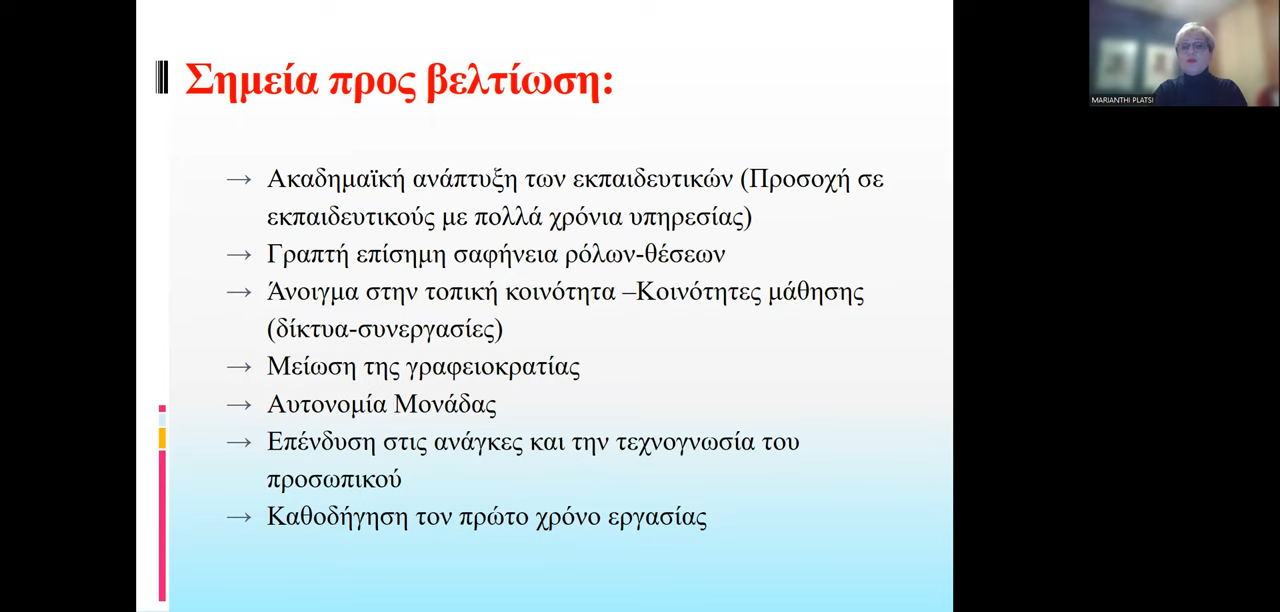 Σημεία προς βελτίωση:
MARIANTHI PLATSI
→ Ακαδημαϊκή ανάπτυξη των εκπαιδευτικών (Προσοχή σε
εκπαιδευτικούς με πολλά χρόνια υπηρεσίας)
→ Γραπτή επίσημη σαφήνεια ρόλων-θέσεων
→ Άνοιγμα στην τοπική κοινότητα –Κοινότητες μάθησης
(δίκτυα-συνεργασίες)
→ Μείωση της γραφειοκρατίας
→ Αυτονομία Μονάδας
→ Επένδυση στις ανάγκες και την τεχνογνωσία του
προσωπικού
→ Καθοδήγηση τον πρώτο χρόνο εργασίας